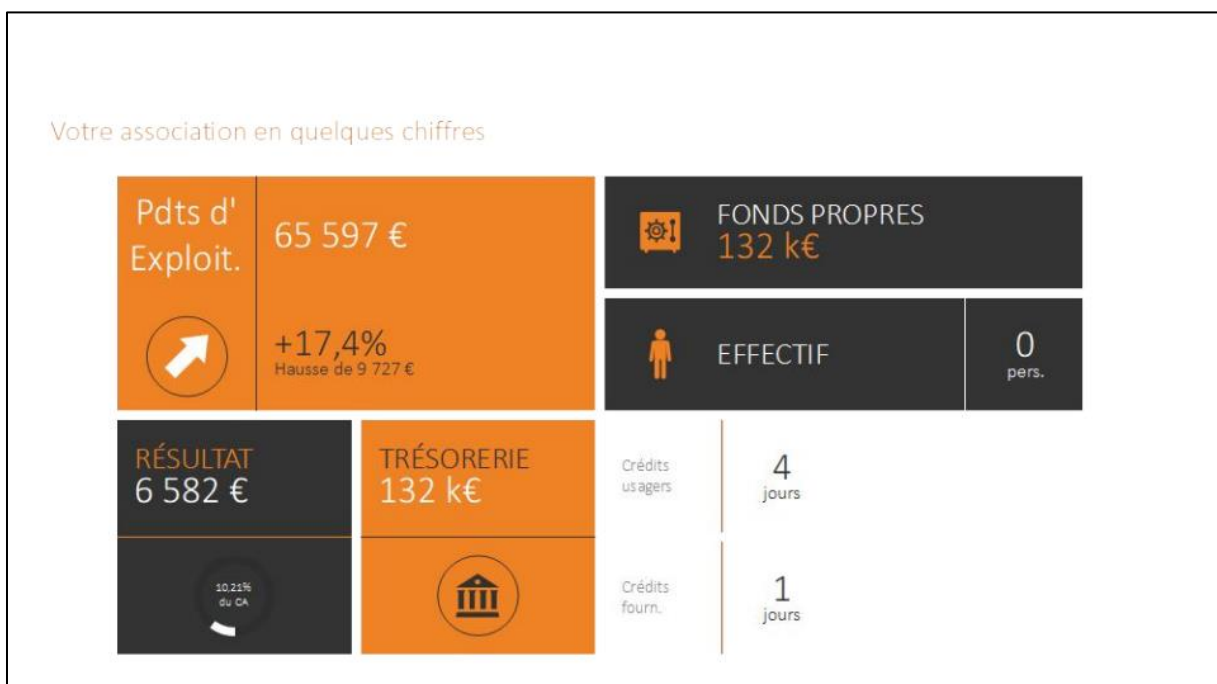 Votre association en quelques chiffres
Pdts d'
Exploit.
65 597 €
+17,4%
Hausse de 9 727 €
FONDS PROPRES
132 k€
EFFECTIF
0
pers.
RÉSULTAT
6 582 €
10,21%
du CA
TRÉSORERIE
132 k€
Crédits
usagers
4
jours
Crédits
fourn.
1
jours